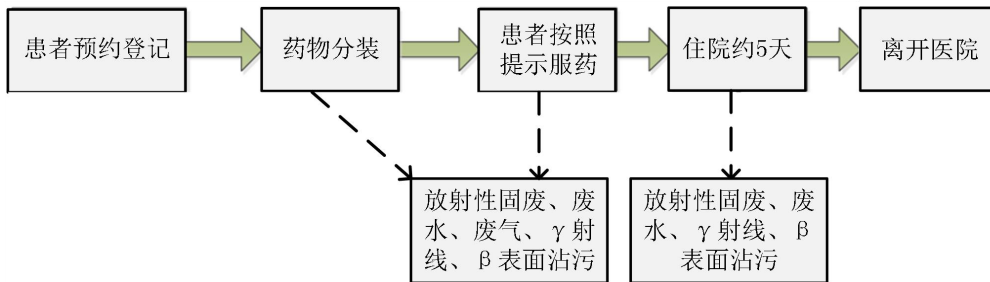 患者预约登记
药物分装
患者按照
提示服药
住院约5天
离开医院
放射性固废、废
水、废气、γ射
线、β表面沾污
放射性固废、废
水、γ射线、β
表面沾污